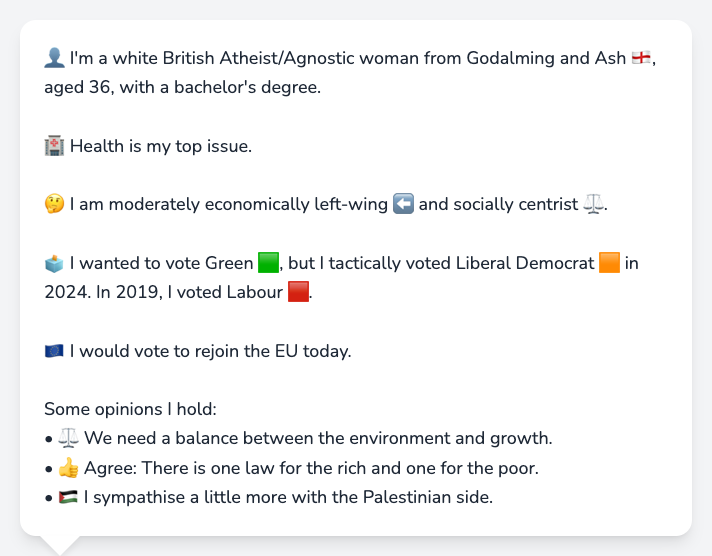 👤 I'm a white British Atheist/Agnostic woman from Godalming and Ash 🏴󠁧󠁢󠁥󠁮󠁧󠁿,
aged 36, with a bachelor's degree.
🏥 Health is my top issue.
🤔 I am moderately economically left-wing ⬅️ and socially centrist ⚖️.
🗳️ I wanted to vote Green 🟩, but I tactically voted Liberal Democrat 🟧 in
2024. In 2019, I voted Labour 🟥.
🇪🇺 I would vote to rejoin the EU today.
Some opinions I hold:
• ⚖️ We need a balance between the environment and growth.
• 👍 Agree: There is one law for the rich and one for the poor.
• 🇵🇸 I sympathise a little more with the Palestinian side.